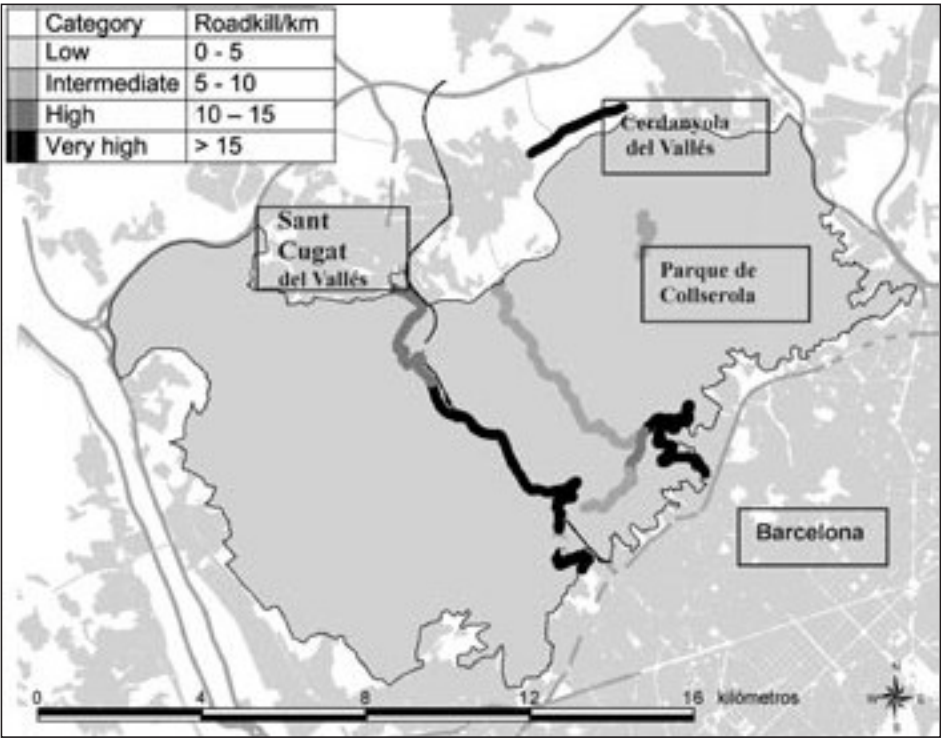 Category Roadkill/km
Low 0 - 5
Intermediate 5 - 10
High 10 – 15
Very high > 15
Cerdanyola
del Vallés
Sant
Cugat
del Vallés
Parque de
Collserola
Barcelona
0 4 8 12 16 kilómetros
N
W E
S